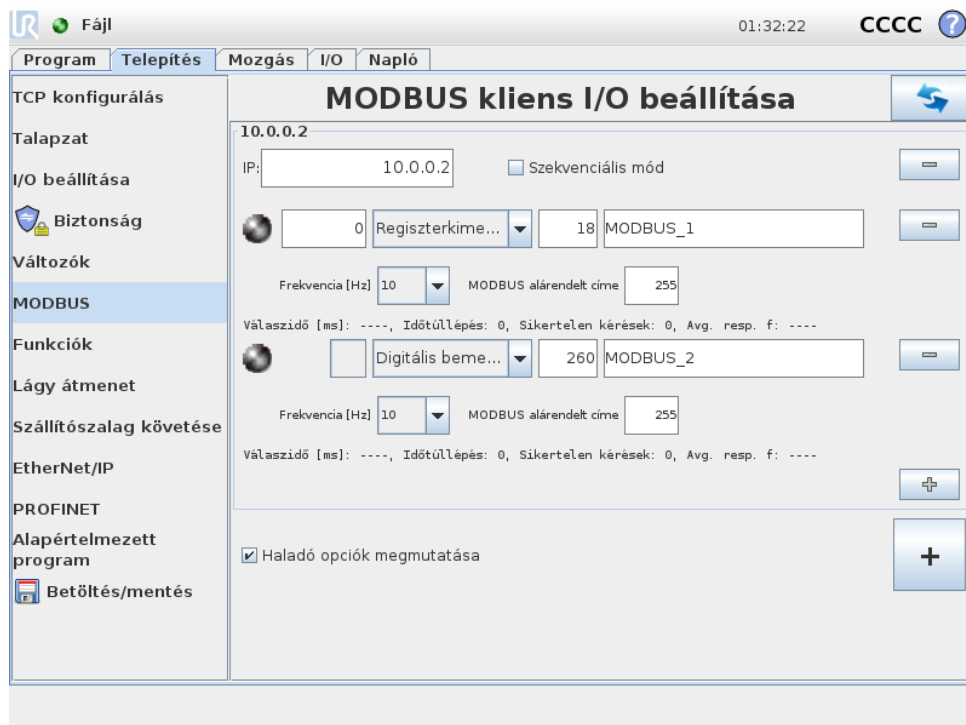 UR Fájl 01:32:22 CCCC ?
Program Telepítés Mozgás I/O Napló
TCP konfigurálás
Talapzat
I/O beállítása
Biztonság
Változók
MODBUS
Funkciók
Lágy átmenet
Szállítószalag követése
EtherNet/IP
PROFINET
Alapértelmezett
program
Betöltés/mentés
MODBUS kliens I/O beállítása
10.0.0.2
IP: 10.0.0.2 Szekvenciális mód
0 Regiszterkime... 18 MODBUS_1
Frekvencia [Hz] 10 MODBUS alárendelt címe 255
Válaszidő [ms]: ----, Időtúllépés: 0, Sikertelen kérések: 0, Avg. resp. f: ----
Digitális beme... 260 MODBUS_2
Frekvencia [Hz] 10 MODBUS alárendelt címe 255
Válaszidő [ms]: ----, Időtúllépés: 0, Sikertelen kérések: 0, Avg. resp. f: ----
Haladó opciók megmutatása